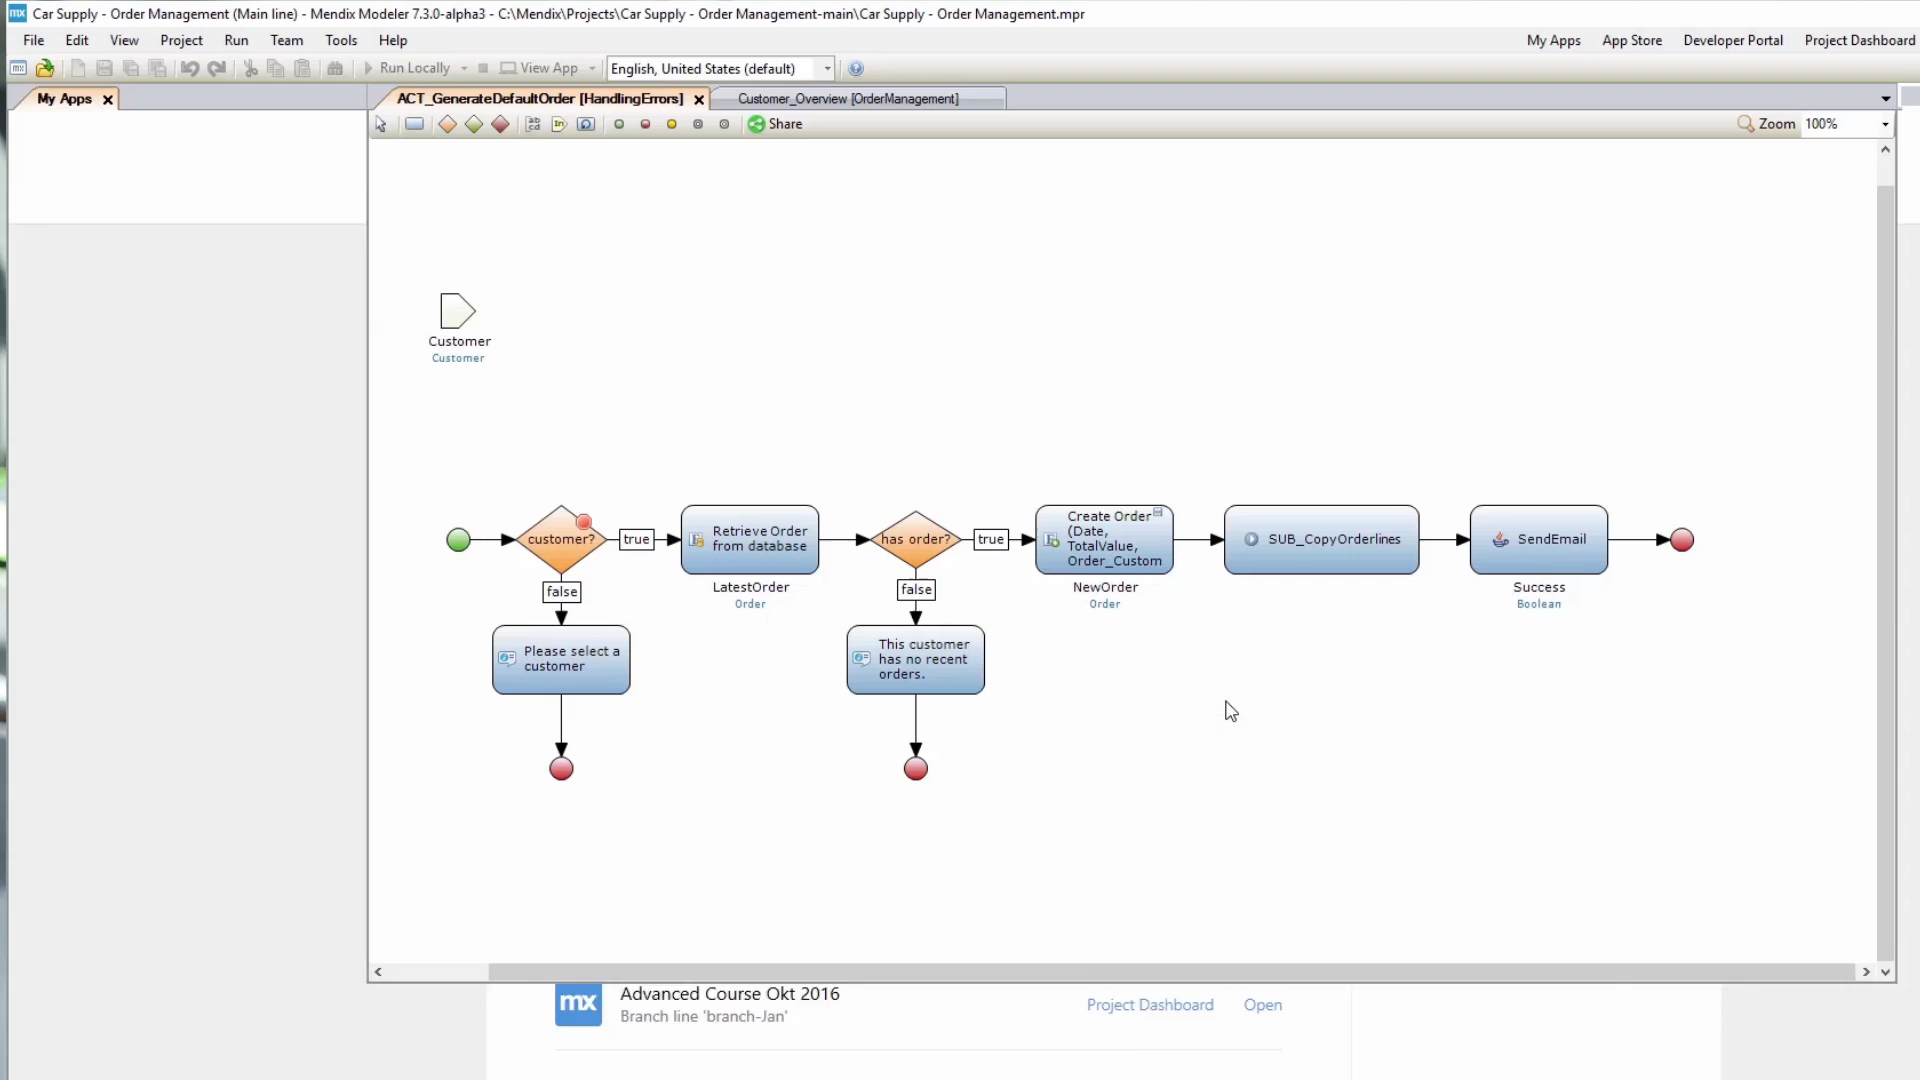 mx Car Supply - Order Management (Main line) - Mendix Modeler 7.3.0-alpha3 - C:\Mendix\Projects\Car Supply - Order Management-main\Car Supply - Order Management.mpr
File Edit View Project Run Team Tools Help My Apps App Store Developer Portal Project Dashboard
mx Run Locally View App English, United States (default)
My Apps ACT_GenerateDefaultOrder [HandlingErrors] Customer_Overview [OrderManagement]
Share Zoom 100%
Customer
Customer
customer?
true
Retrieve Order
from database
has order?
true
Create Order
(Date,
TotalValue,
Order_Custom
SUB_CopyOrderlines
SendEmail
false
LatestOrder
Order
false
NewOrder
Order
Success
Boolean
Please select a
customer
This customer
has no recent
orders.
mx Advanced Course Okt 2016
Branch line 'branch-Jan'
Project Dashboard Open